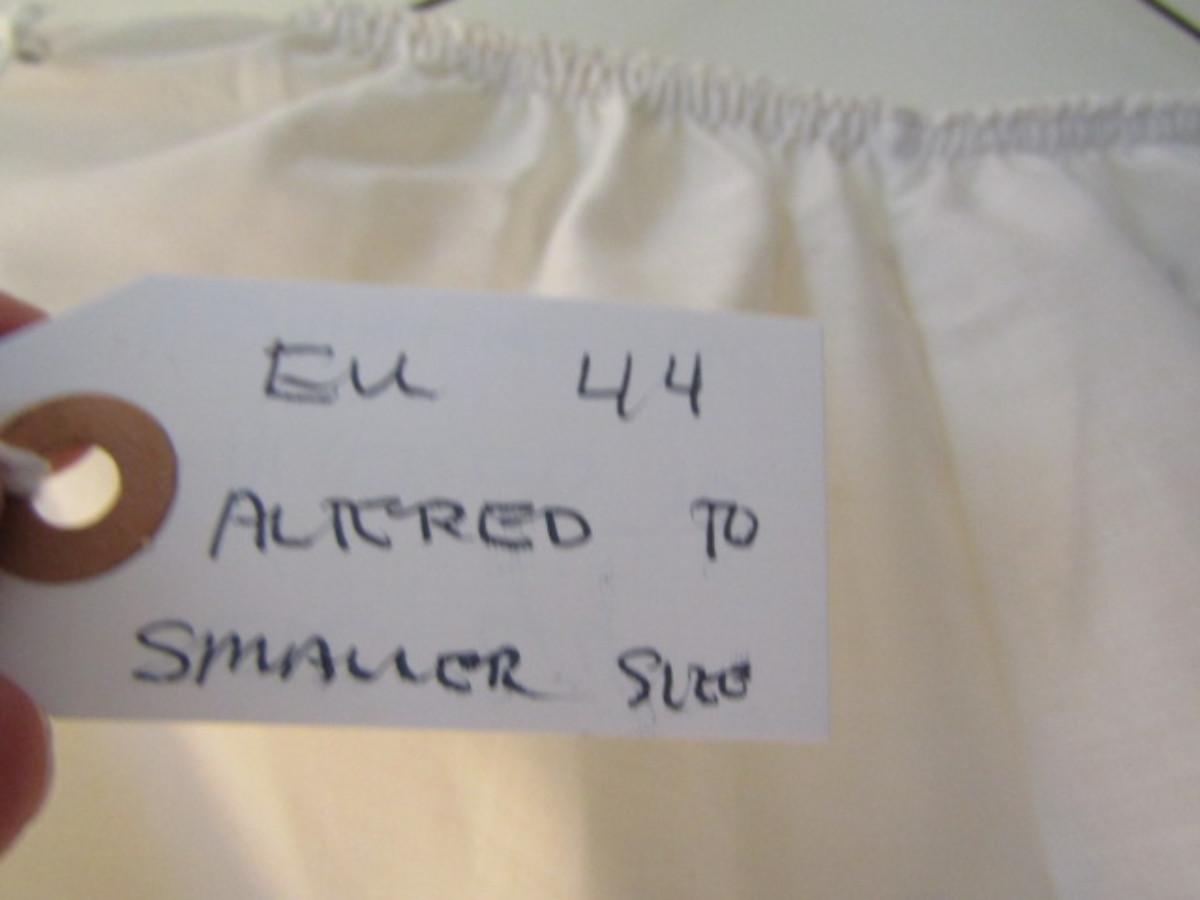 EU 44
ALTERED TO
SMALLER SIZE